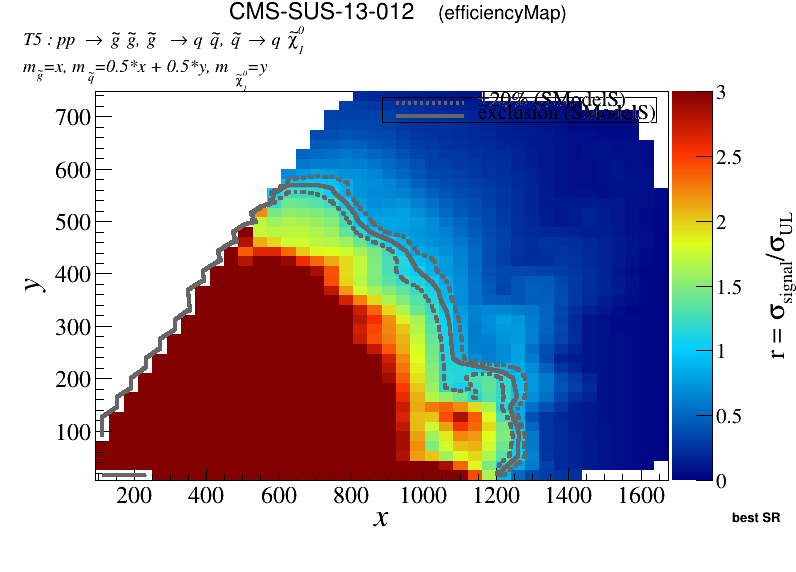 CMS-SUS-13-012 (efficiencyMap)
T5 : pp → g̃ g̃, g̃ → q q̃, q̃ → q χ̃⁰₁
m_g̃=x, m_q̃=0.5*x + 0.5*y, m_χ̃⁰₁=y
±20% (SModelS)
exclusion (SModelS)
700
600
500
400
300
200
100
y
200 400 600 800 1000 1200 1400 1600
x
3
2.5
2
1.5
1
0.5
0
r = σ_signal/σ_UL
best SR